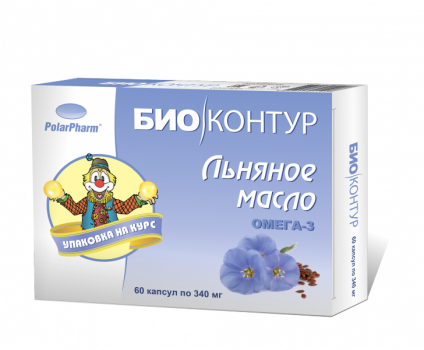 PolarPharm®
БИО КОНТУР
Льняное
масло
ОМЕГА-3
УПАКОВКА НА КУРС
60 капсул по 340 мг
БИО КОНТУР
60 капсул по 340 мг